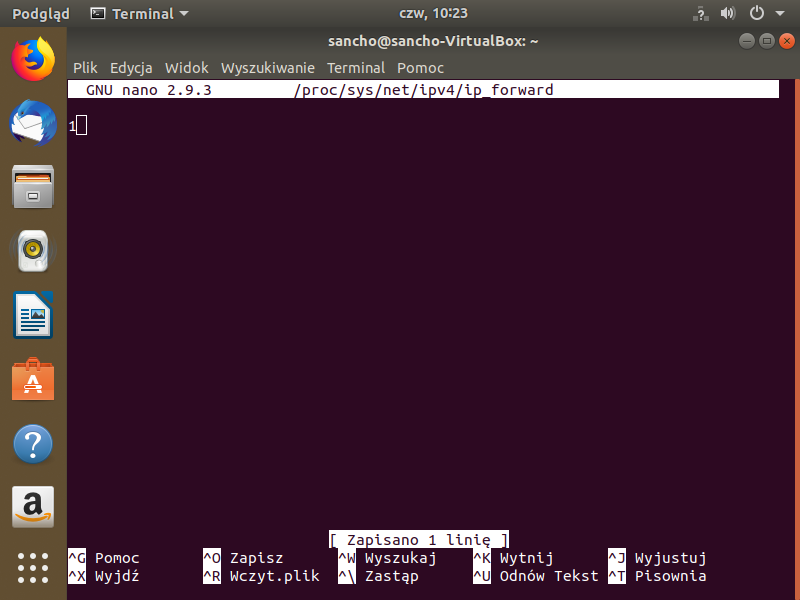 Podgląd Terminal czw, 10:23
sancho@sancho-VirtualBox: ~
Plik Edycja Widok Wyszukiwanie Terminal Pomoc
GNU nano 2.9.3 /proc/sys/net/ipv4/ip_forward
1
[ Zapisano 1 linię ]
^G Pomoc ^O Zapisz ^W Wyszukaj ^K Wytnij ^J Wyjustuj
^X Wyjdź ^R Wczyt.plik ^\ Zastąp ^U Odnów Tekst ^T Pisownia